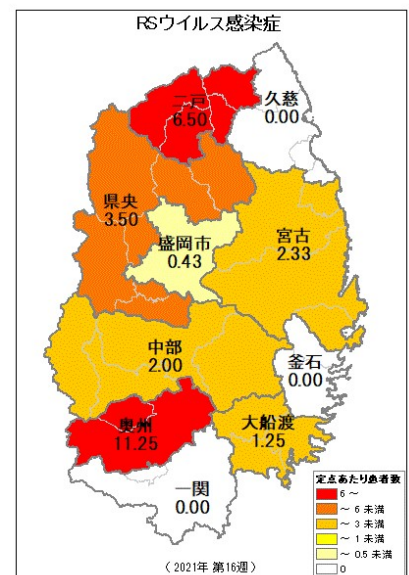 RSウイルス感染症
二戸
6.50
久慈
0.00
県央
3.50
盛岡市
0.43
宮古
2.33
中部
2.00
釜石
0.00
奥州
11.25
大船渡
1.25
一関
0.00
定点あたり患者数
6 ～
～ 6 未満
～ 3 未満
～ 1 未満
～ 0.5 未満
0
(2021年 第16週)